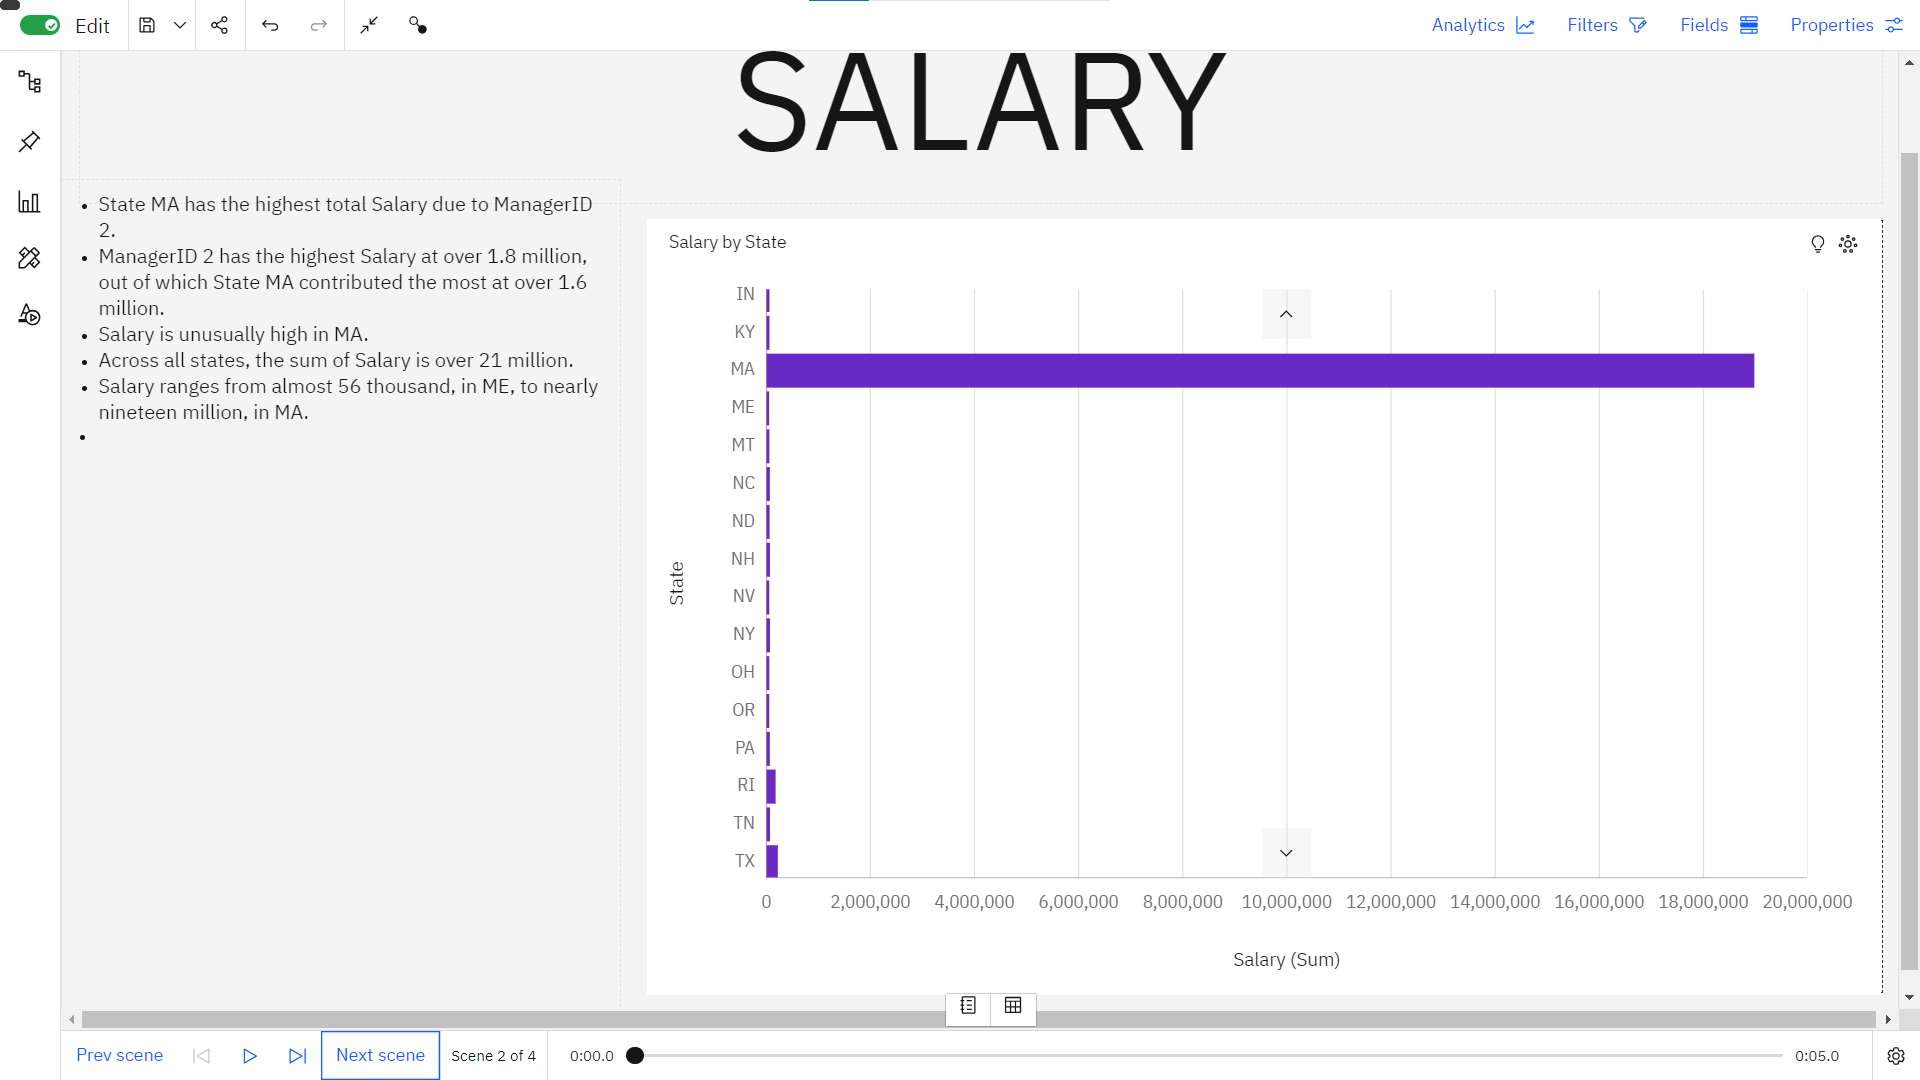 Edit
Analytics
Filters
Fields
Properties
SALARY
• State MA has the highest total Salary due to ManagerID
2.
• ManagerID 2 has the highest Salary at over 1.8 million,
out of which State MA contributed the most at over 1.6
million.
• Salary is unusually high in MA.
• Across all states, the sum of Salary is over 21 million.
• Salary ranges from almost 56 thousand, in ME, to nearly
nineteen million, in MA.
•
Salary by State
State
IN
KY
MA
ME
MT
NC
ND
NH
NV
NY
OH
OR
PA
RI
TN
TX
0 2,000,000 4,000,000 6,000,000 8,000,000 10,000,000 12,000,000 14,000,000 16,000,000 18,000,000 20,000,000
Salary (Sum)
Prev scene
Next scene
Scene 2 of 4
0:00.0
0:05.0